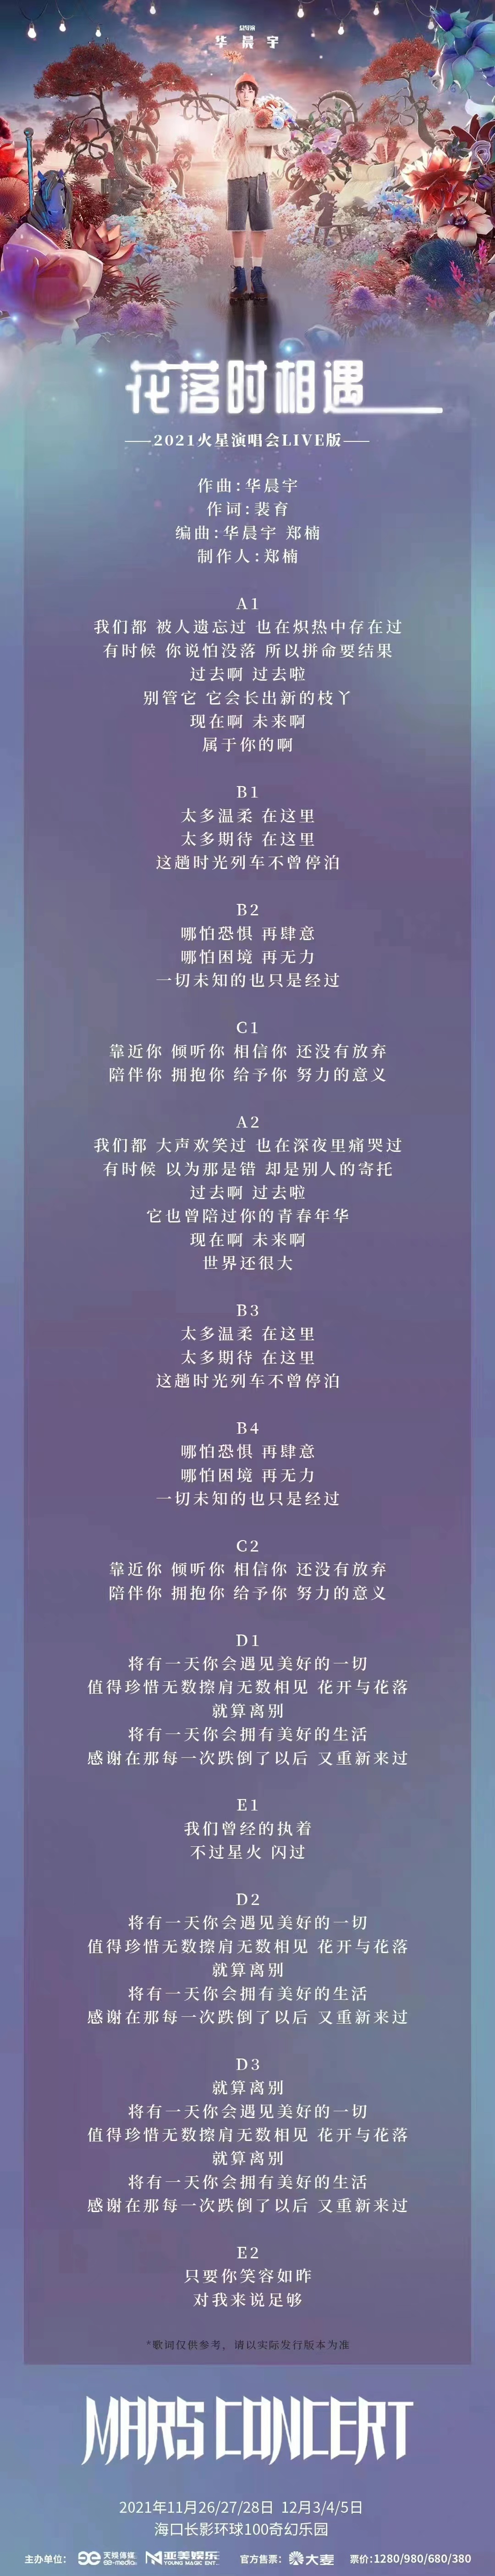 华 晨 宇
花落时相遇
——2021火星演唱会LIVE版——
作曲:华晨宇
作词:裴育
编曲:华晨宇 郑楠
制作人:郑楠
A1
我们都 被人遗忘过 也在炽热中存在过
有时候 你说怕没落 所以拼命要结果
过去啊 过去啦
别管它 它会长出新的枝丫
现在啊 未来啊
属于你的啊
B1
太多温柔 在这里
太多期待 在这里
这趟时光列车不曾停泊
B2
哪怕恐惧 再肆意
哪怕困境 再无力
一切未知的也只是经过
C1
靠近你 倾听你 相信你 还没有放弃
陪伴你 拥抱你 给予你 努力的意义
A2
我们都 大声欢笑过 也在深夜里痛哭过
有时候 以为那是错 却是别人的寄托
过去啊 过去啦
它也曾陪过你的青春年华
现在啊 未来啊
世界还很大
B3
太多温柔 在这里
太多期待 在这里
这趟时光列车不曾停泊
B4
哪怕恐惧 再肆意
哪怕困境 再无力
一切未知的也只是经过
C2
靠近你 倾听你 相信你 还没有放弃
陪伴你 拥抱你 给予你 努力的意义
D1
将有一天你会遇见美好的一切
值得珍惜无数擦肩无数相见 花开与花落
就算离别
将有一天你会拥有美好的生活
感谢在那每一次跌倒了以后 又重新来过
E1
我们曾经的执着
不过星火 闪过
D2
将有一天你会遇见美好的一切
值得珍惜无数擦肩无数相见 花开与花落
就算离别
将有一天你会拥有美好的生活
感谢在那每一次跌倒了以后 又重新来过
D3
就算离别
将有一天你会遇见美好的一切
值得珍惜无数擦肩无数相见 花开与花落
就算离别
将有一天你会拥有美好的生活
感谢在那每一次跌倒了以后 又重新来过
E2
只要你笑容如昨
对我来说足够
*歌词仅供参考，请以实际发行版本为准
MARS CONCERT
2021年11月26/27/28日 12月3/4/5日
海口长影环球100奇幻乐园
主办单位: 天娱传媒 ee-media 亚美娱乐 YOUNG MAGIC ENT. 官方售票: 大麦 票价:1280/980/680/380